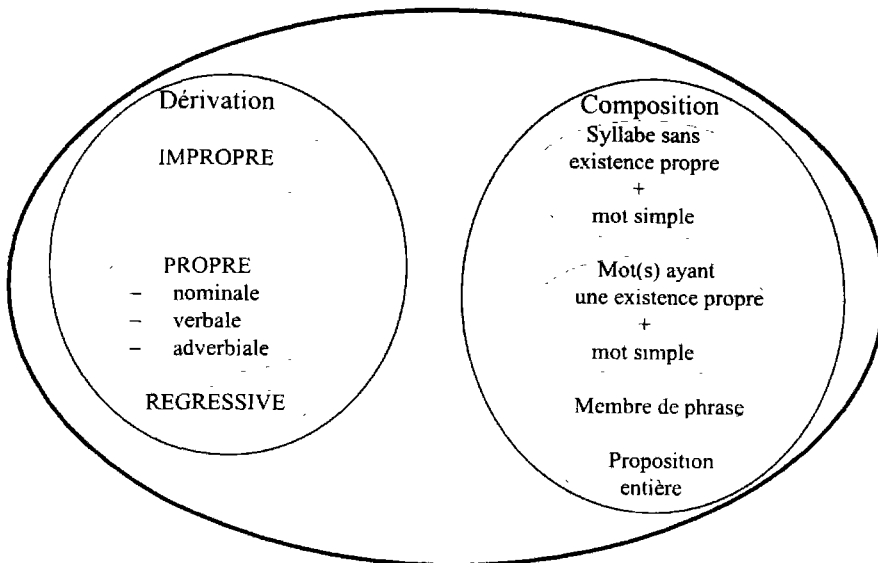 Dérivation
IMPROPRE
PROPRE
– nominale
– verbale
– adverbiale
REGRESSIVE
Composition
Syllabe sans
existence propre
+
mot simple
Mot(s) ayant
une existence propre
+
mot simple
Membre de phrase
Proposition
entière